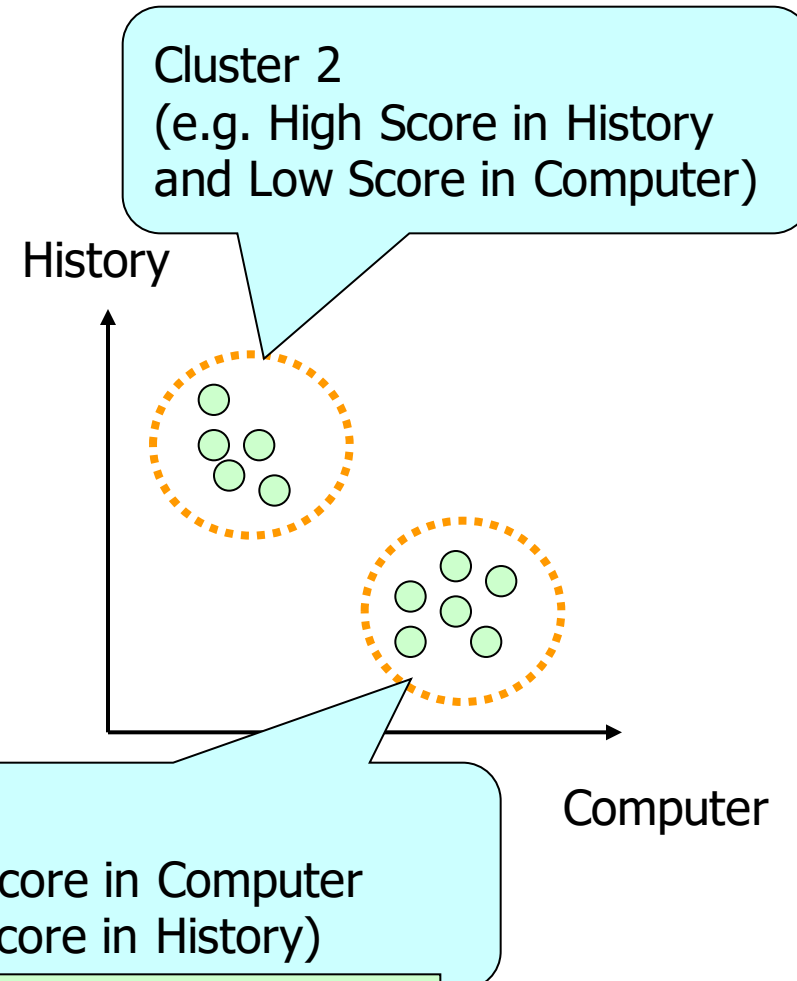 Cluster 2
(e.g. High Score in History
and Low Score in Computer)
History
Computer
core in Computer
core in History)